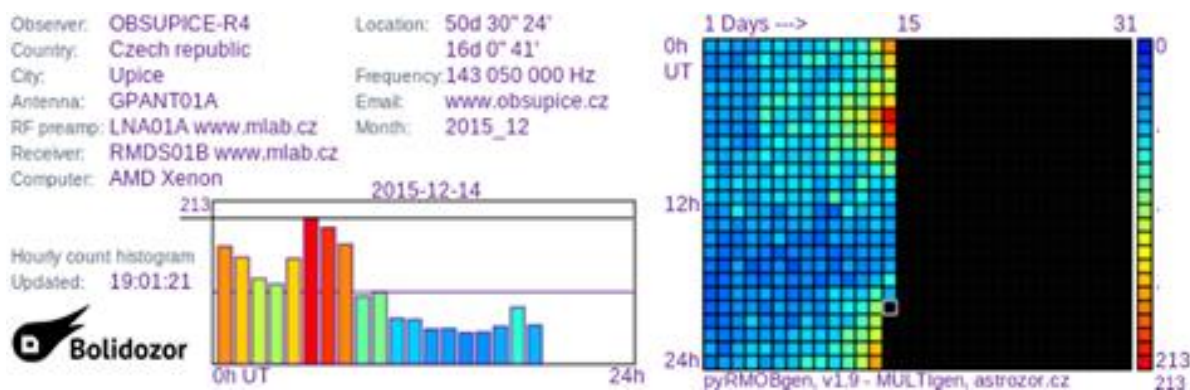 Observer: OBSUPICE-R4
Country: Czech republic
City: Upice
Antenna: GPANT01A
RF preamp: LNA01A www.mlab.cz
Receiver: RMDS01B www.mlab.cz
Computer: AMD Xenon
Location: 50d 30" 24'
16d 0" 41'
Frequency: 143 050 000 Hz
Email: www.obsupice.cz
Month: 2015_12
2015-12-14
213
Hourly count histogram
Updated: 19:01:21
Bolidozor
0h UT 24h
1 Days ---> 15 31
0h
UT
12h
24h
0
213
213
pyRMOBgen, v1.9 - MULTIgen, astrozor.cz